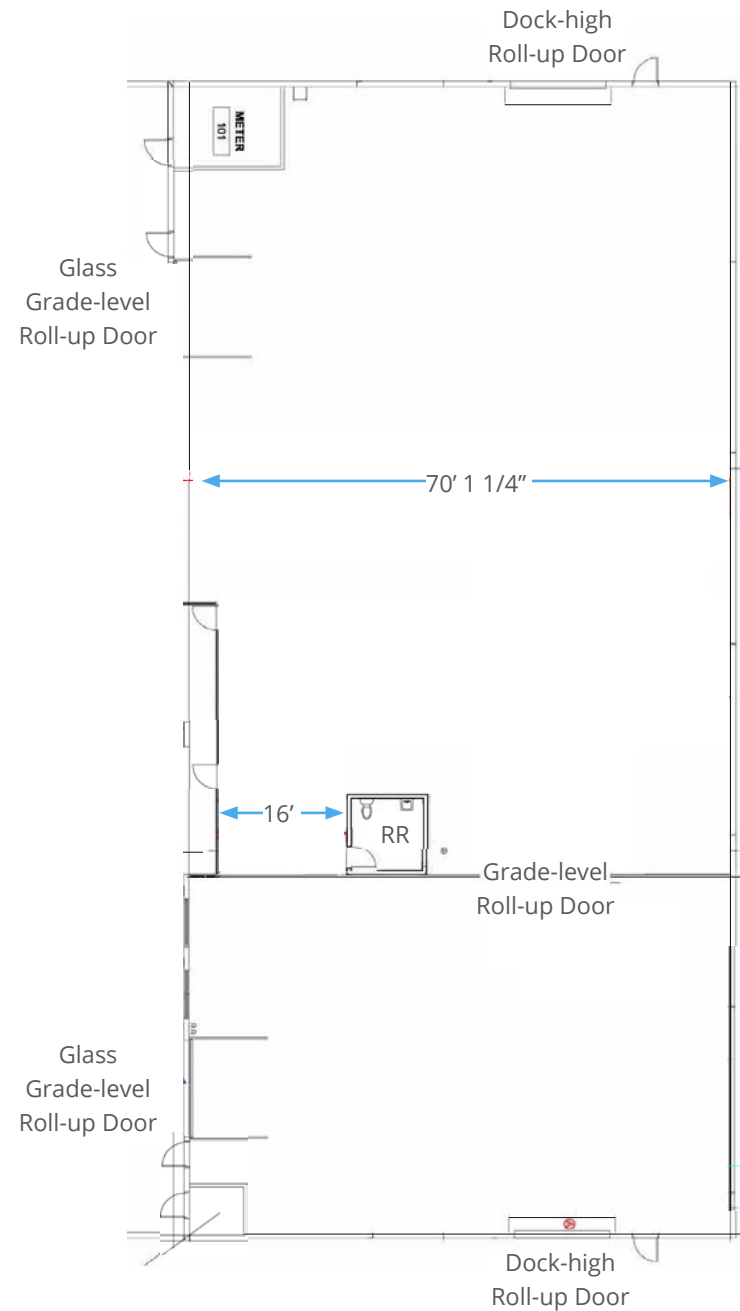 Dock-high
Roll-up Door
METER
101
Glass
Grade-level
Roll-up Door
70’ 1 1/4”
16’
RR
Grade-level
Roll-up Door
Glass
Grade-level
Roll-up Door
Dock-high
Roll-up Door